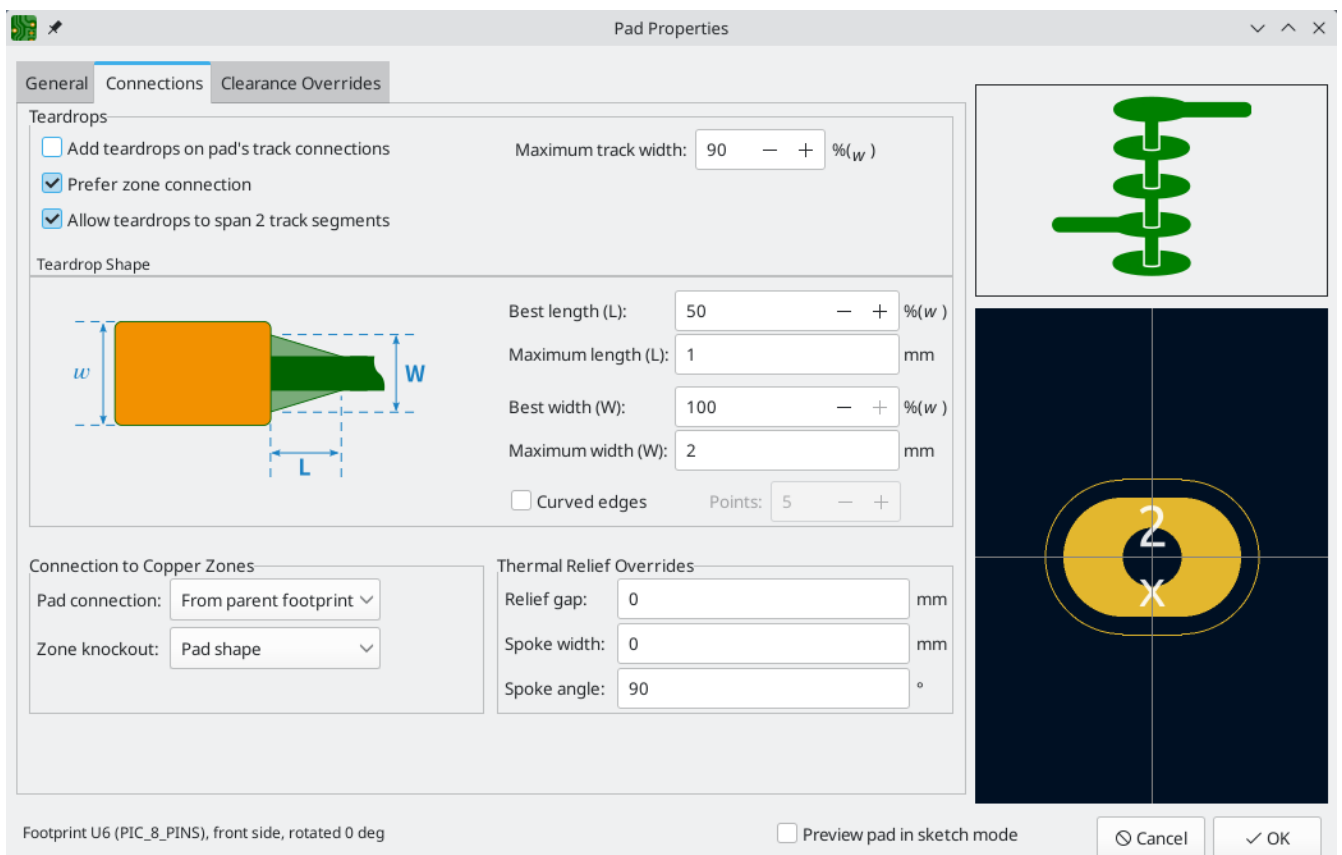 Pad Properties
General Connections Clearance Overrides
Teardrops
Add teardrops on pad's track connections
Maximum track width: 90 %(w)
Prefer zone connection
Allow teardrops to span 2 track segments
Teardrop Shape
Best length (L): 50 %(w)
Maximum length (L): 1 mm
w
W
Best width (W): 100 %(w)
Maximum width (W): 2 mm
L
Curved edges Points: 5
2
x
Connection to Copper Zones
Pad connection: From parent footprint
Zone knockout: Pad shape
Thermal Relief Overrides
Relief gap: 0 mm
Spoke width: 0 mm
Spoke angle: 90 °
Footprint U6 (PIC_8_PINS), front side, rotated 0 deg
Preview pad in sketch mode
Cancel
OK